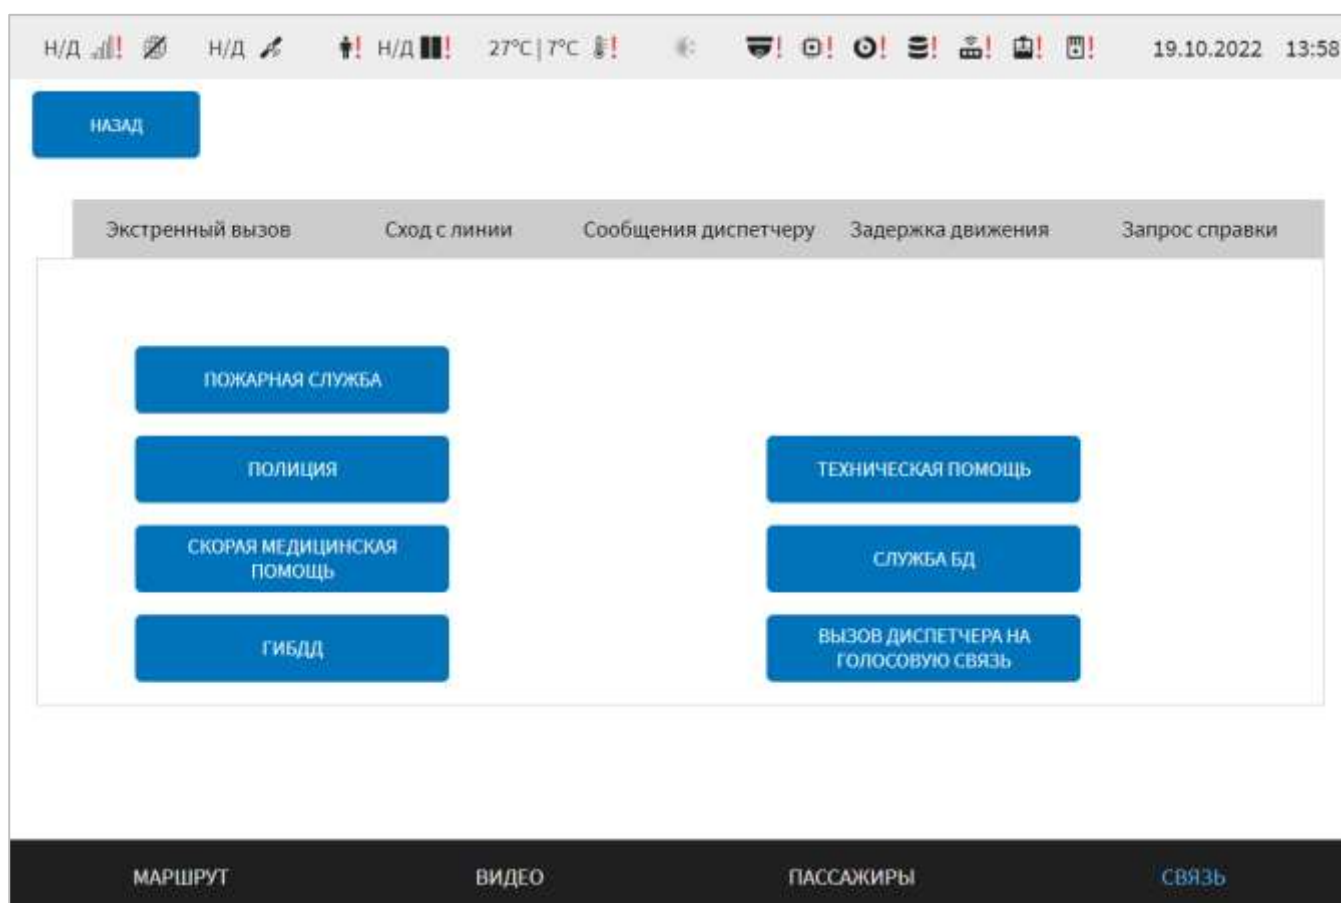 Н/Д ! Н/Д ! Н/Д ! 27°C | 7°C ! ! ! ! ! ! ! ! 19.10.2022 13:58
НАЗАД
Экстренный вызов Сход с линии Сообщения диспетчеру Задержка движения Запрос справки
ПОЖАРНАЯ СЛУЖБА
ПОЛИЦИЯ ТЕХНИЧЕСКАЯ ПОМОЩЬ
СКОРАЯ МЕДИЦИНСКАЯ
ПОМОЩЬ
СЛУЖБА БД
ГИБДД
ВЫЗОВ ДИСПЕТЧЕРА НА
ГОЛОСОВУЮ СВЯЗЬ
МАРШРУТ ВИДЕО ПАССАЖИРЫ СВЯЗЬ